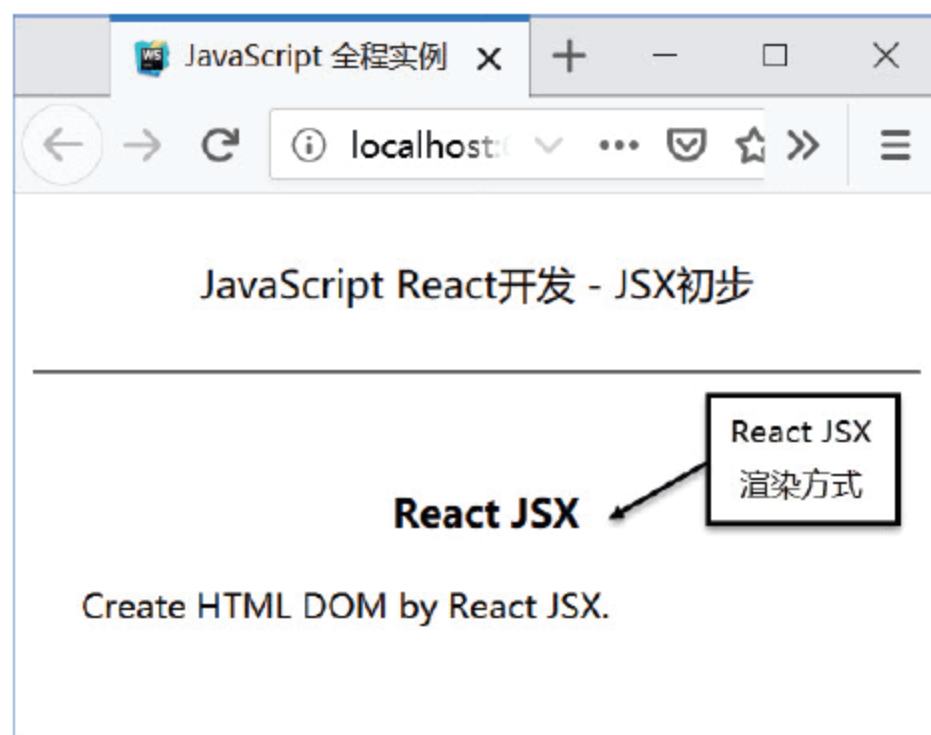 WS
JavaScript 全程实例
localhost:
JavaScript React开发 - JSX初步
React JSX
渲染方式
React JSX
Create HTML DOM by React JSX.